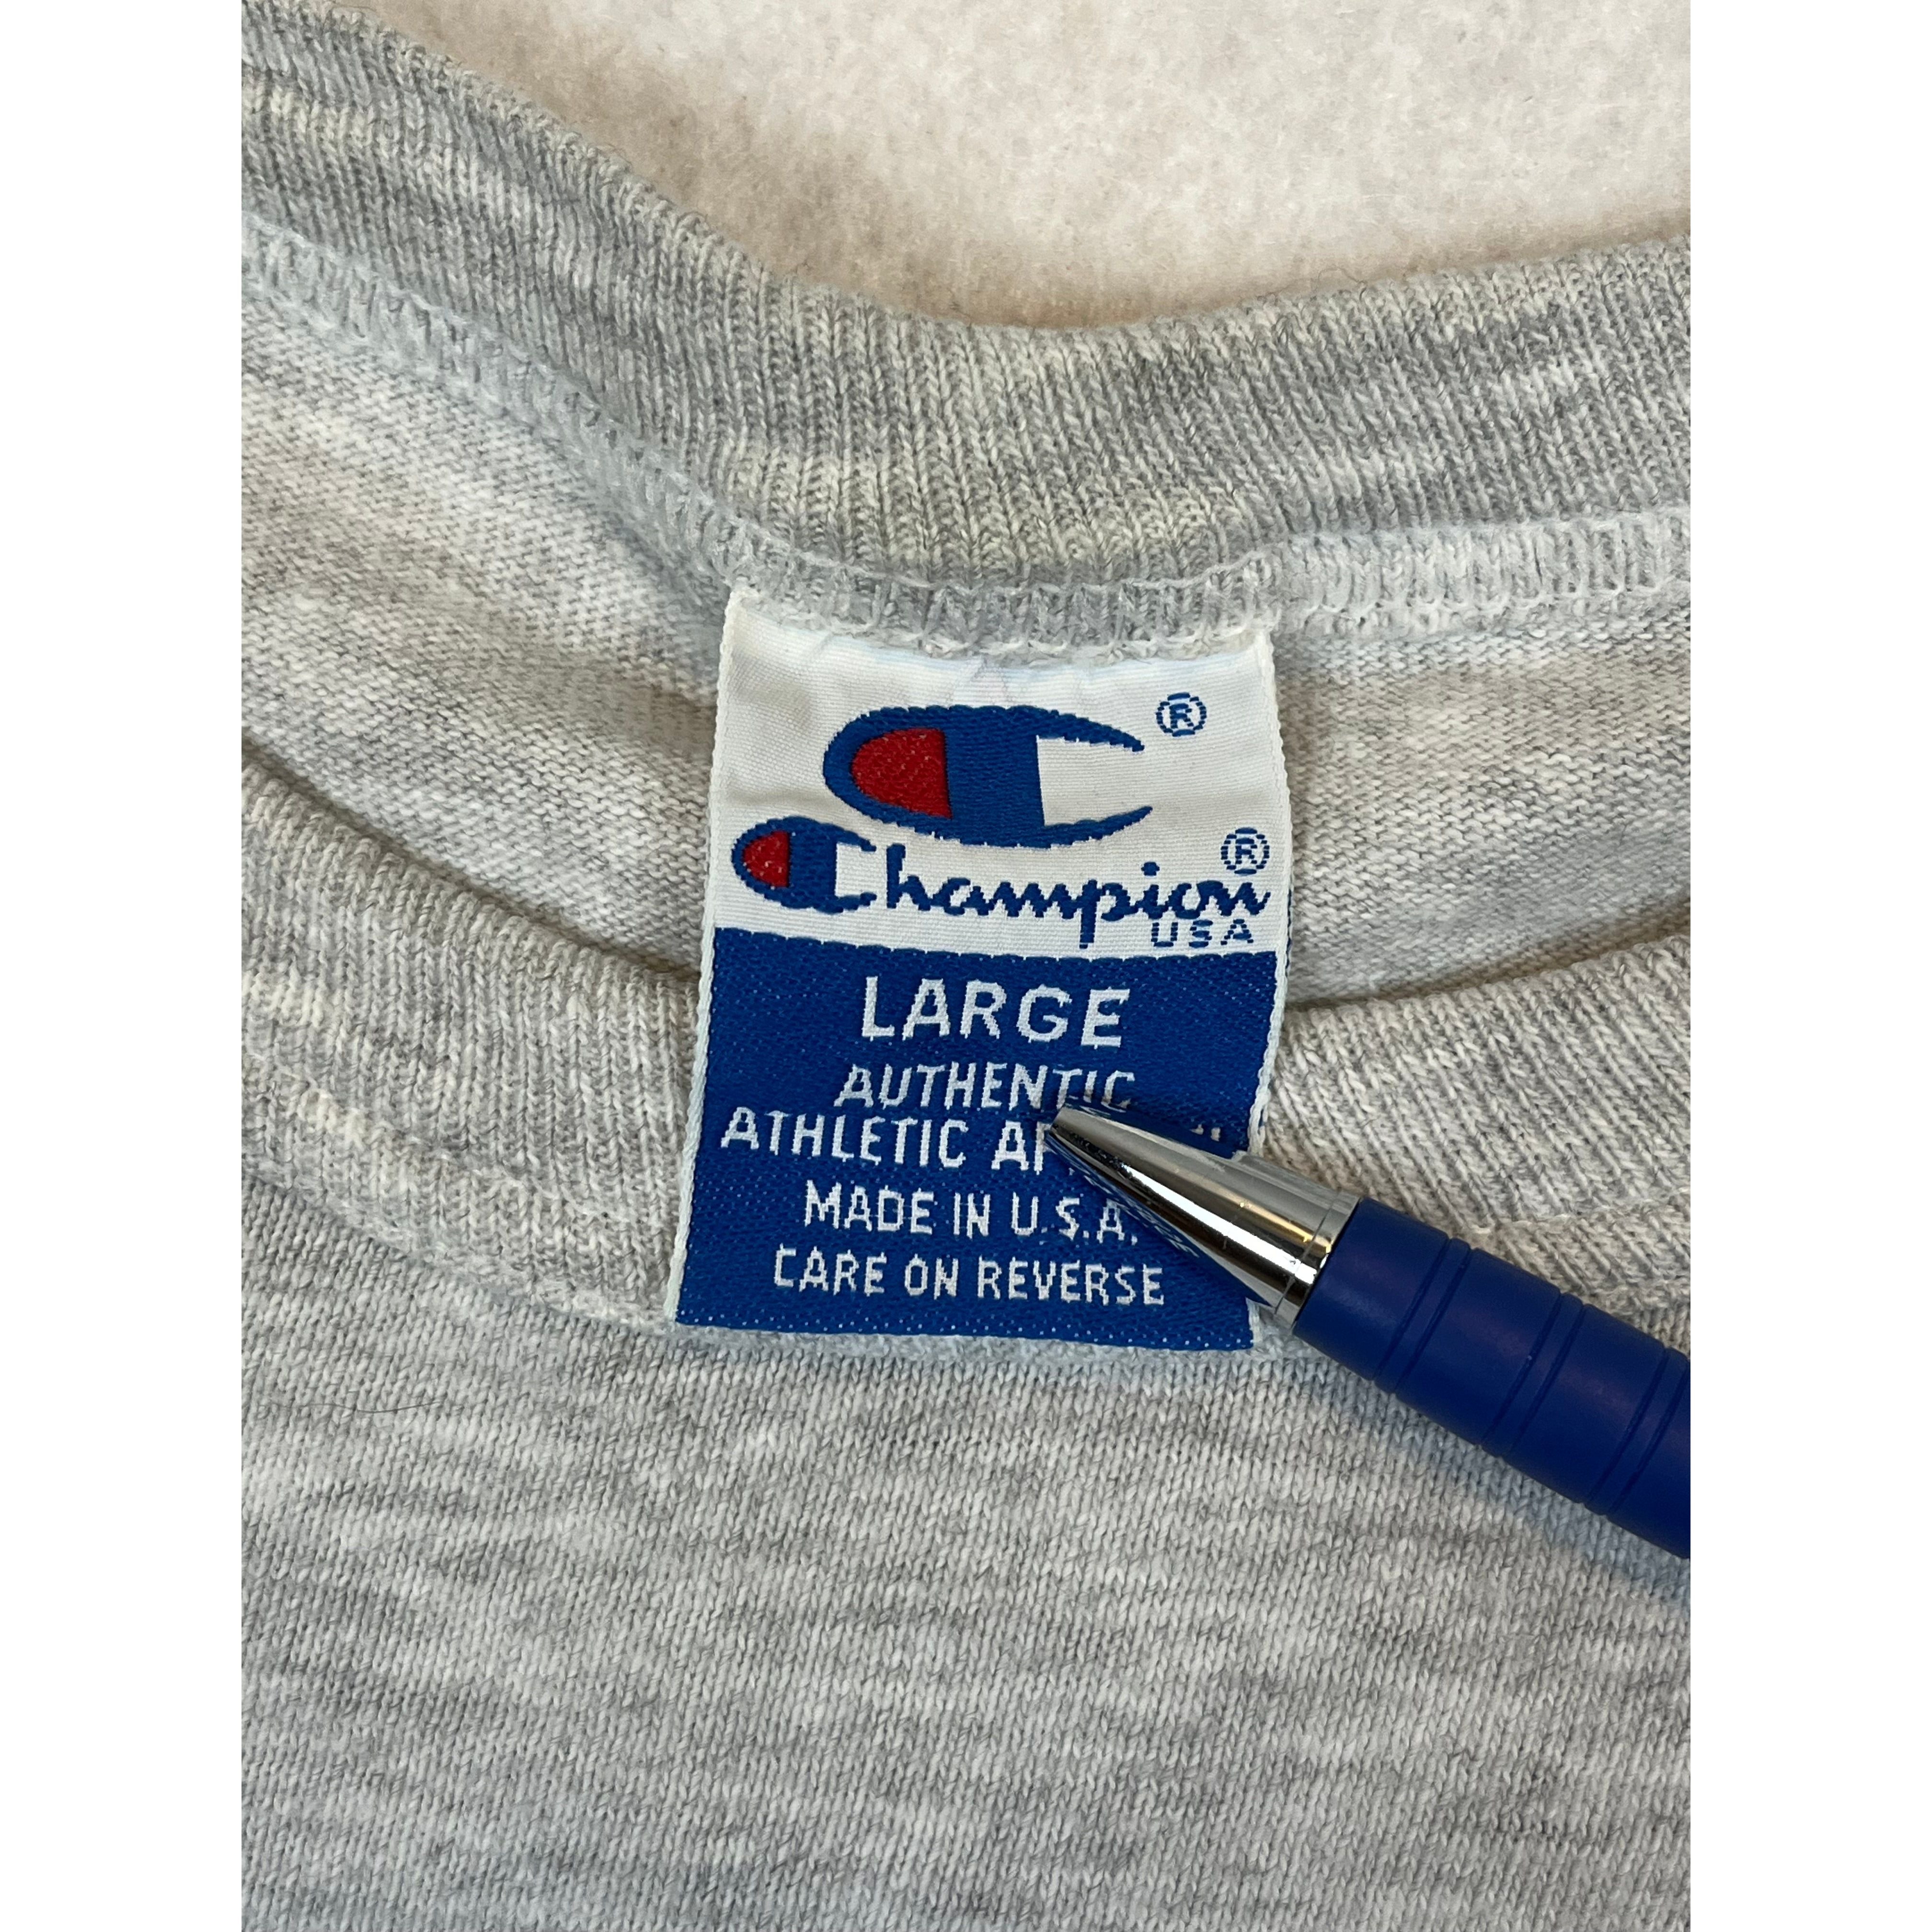 ®
Champion®
USA
LARGE
AUTHENTIC
ATHLETIC
MADE IN U.S.A.
CARE ON REVERSE